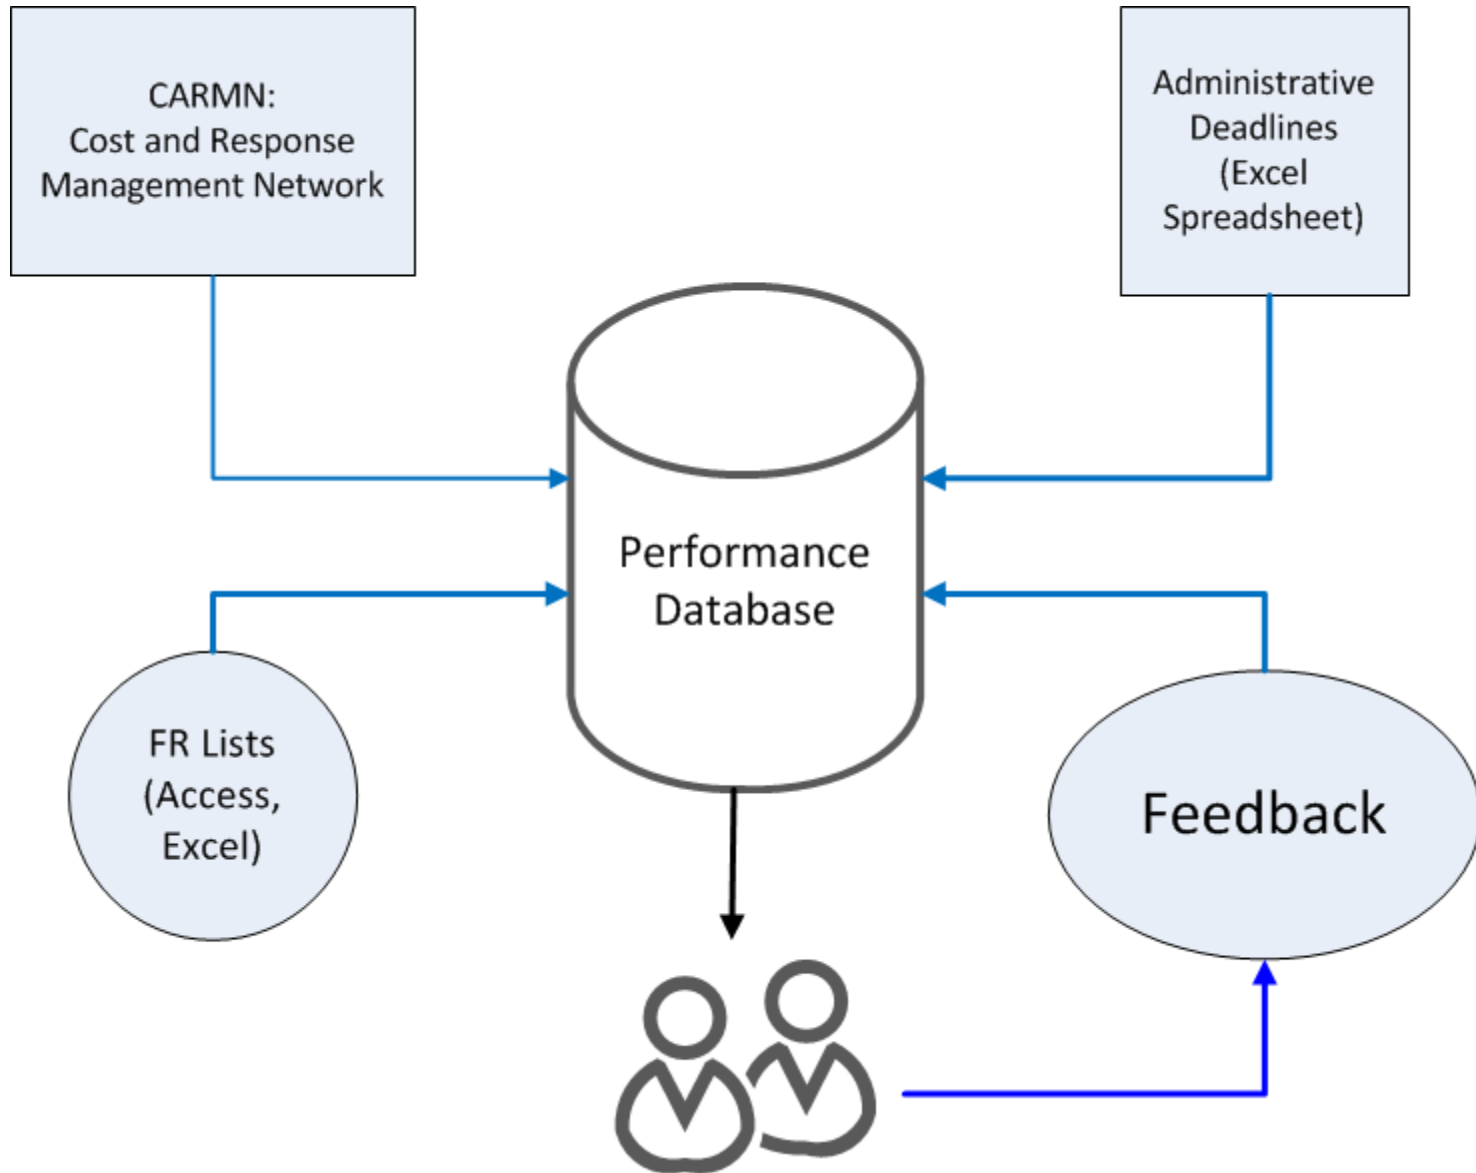 CARMN:
Cost and Response
Management Network
Administrative
Deadlines
(Excel
Spreadsheet)
Performance
Database
FR Lists
(Access,
Excel)
Feedback